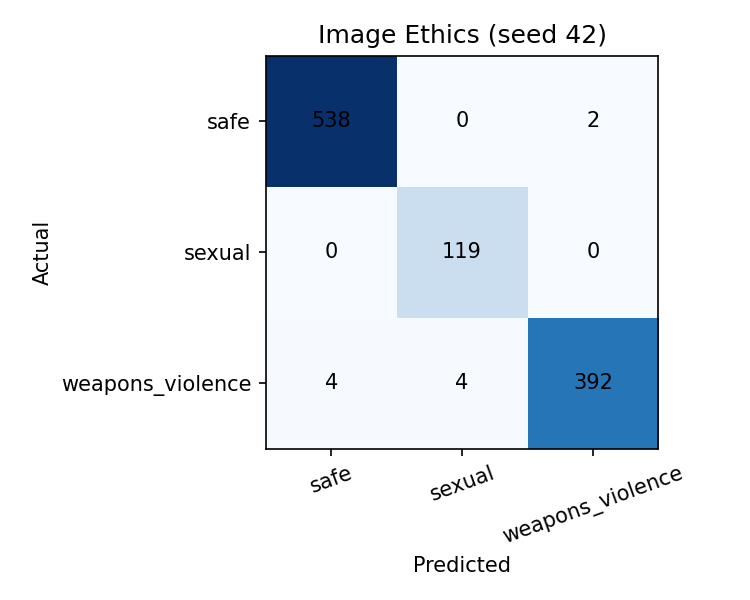 Image Ethics (seed 42)
safe 538 0 2
sexual 0 119 0
weapons_violence 4 4 392
safe sexual weapons_violence
Predicted
Actual